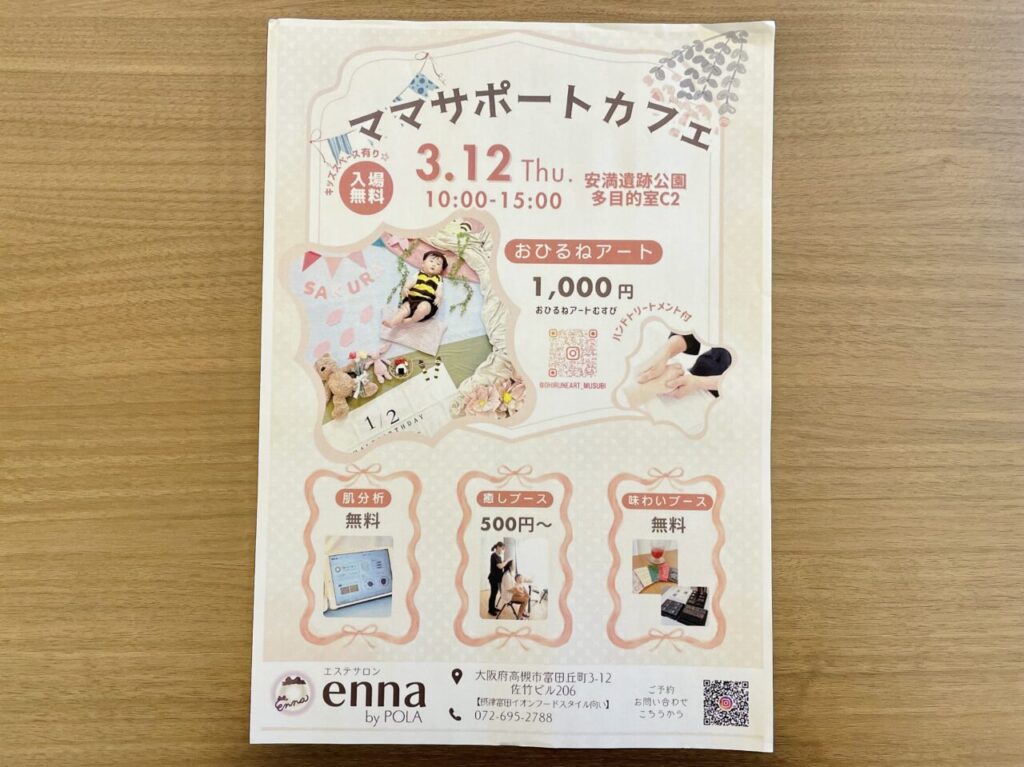 ママサポートカフェ
キッズスペース有り☆
入場
無料
3.12 Thu.
10:00-15:00
安満遺跡公園
多目的室C2
おひるねアート
1,000円
おひるねアートむすび
@OHIRUNEART_MUSUBI
ハンドトリートメント付
1/2
肌分析
無料
癒しブース
500円〜
味わいブース
無料
エステサロン
enna
enna
by POLA
大阪府高槻市富田丘町3-12
佐竹ビル206
【摂津富田イオンフードスタイル向い】
072-695-2788
ご予約
お問い合わせ
こちらから